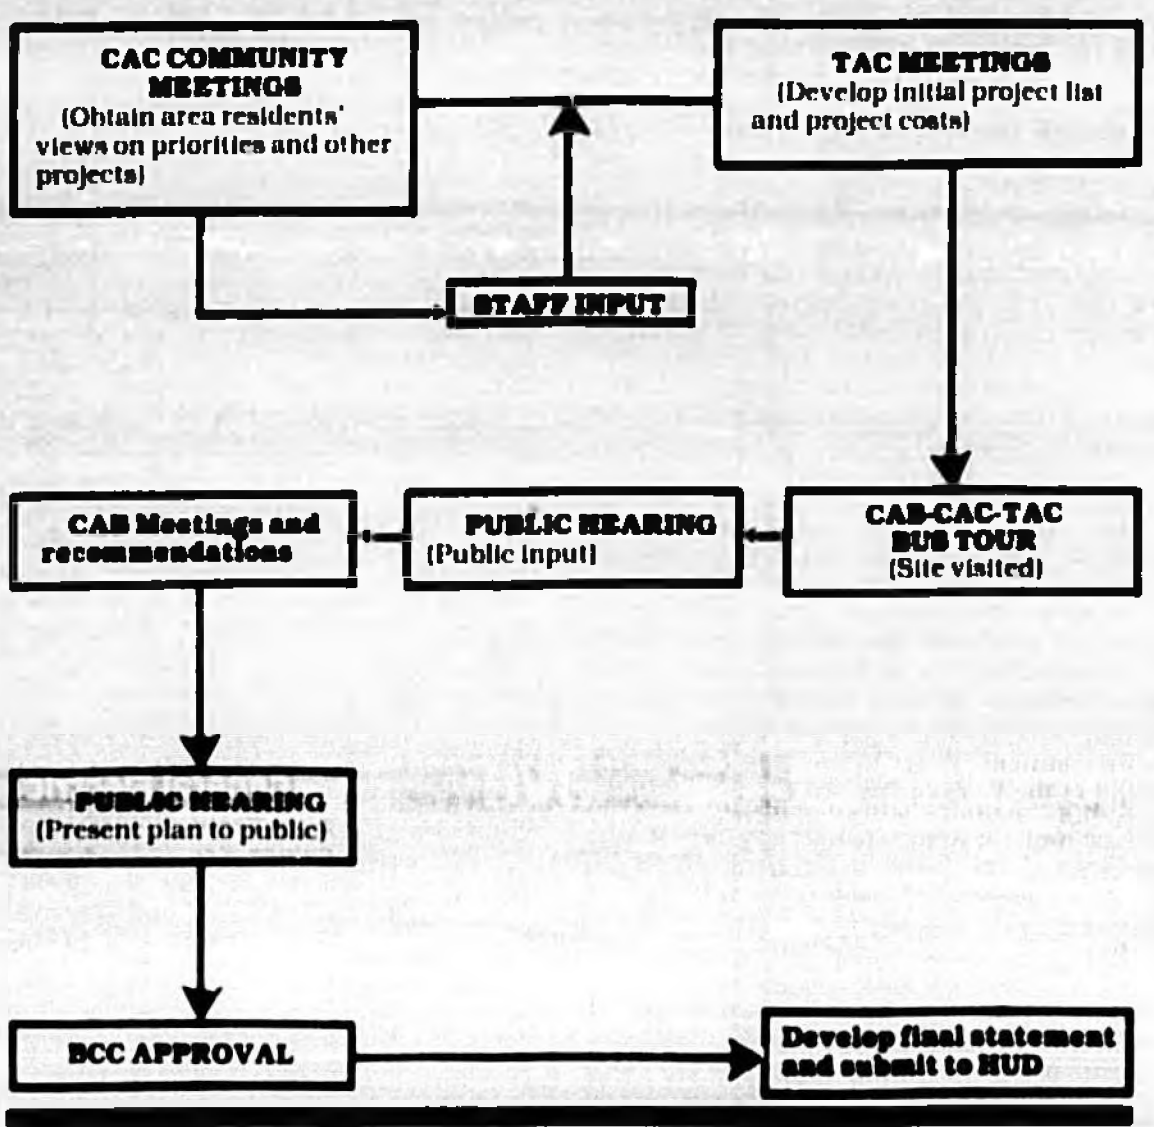 CAC COMMUNITY
MEETINGS
(Obtain area residents'
views on priorities and other
projects)
TAC MEETINGS
(Develop initial project list
and project costs)
STAFF INPUT
CAB Meetings and
recommendations
PUBLIC HEARING
(Public input)
CAB-CAC-TAC
BUS TOUR
(Site visited)
PUBLIC HEARING
(Present plan to public)
BCC APPROVAL
Develop final statement
and submit to HUD